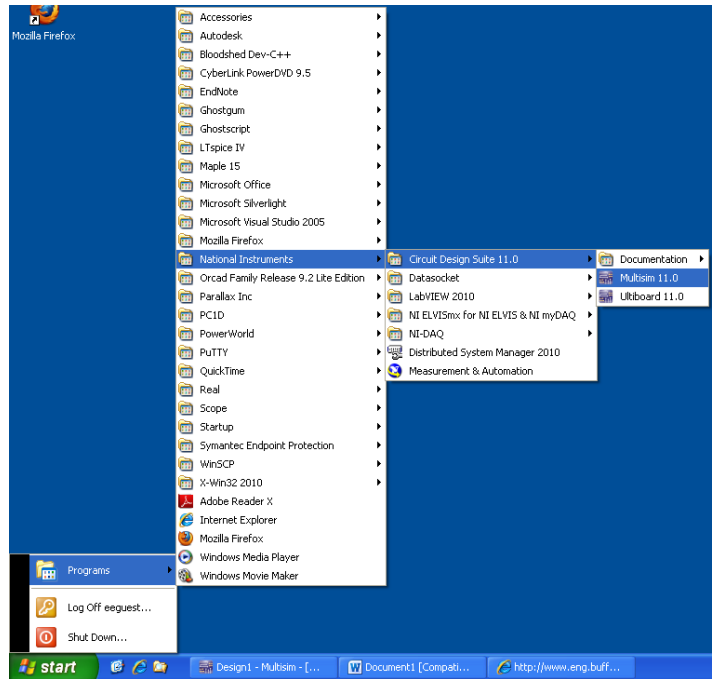 Mozilla Firefox
Accessories
Autodesk
Bloodshed Dev-C++
CyberLink PowerDVD 9.5
EndNote
Ghostgum
Ghostscript
LTspice IV
Maple 15
Microsoft Office
Microsoft Silverlight
Microsoft Visual Studio 2005
Mozilla Firefox
National Instruments
Orcad Family Release 9.2 Lite Edition
Parallax Inc
PC1D
PowerWorld
PuTTY
QuickTime
Real
Scope
Startup
Symantec Endpoint Protection
WinSCP
X-Win32 2010
Adobe Reader X
Internet Explorer
Mozilla Firefox
Windows Media Player
Windows Movie Maker
Circuit Design Suite 11.0
Datasocket
LabVIEW 2010
NI ELVISmx for NI ELVIS & NI myDAQ
NI-DAQ
Distributed System Manager 2010
Measurement & Automation
Documentation
Multisim 11.0
Ultiboard 11.0
Programs
Log Off eeguest...
Shut Down...
start
Design1 - Multisim - [...
Document1 [Compati...
http://www.eng.buff...